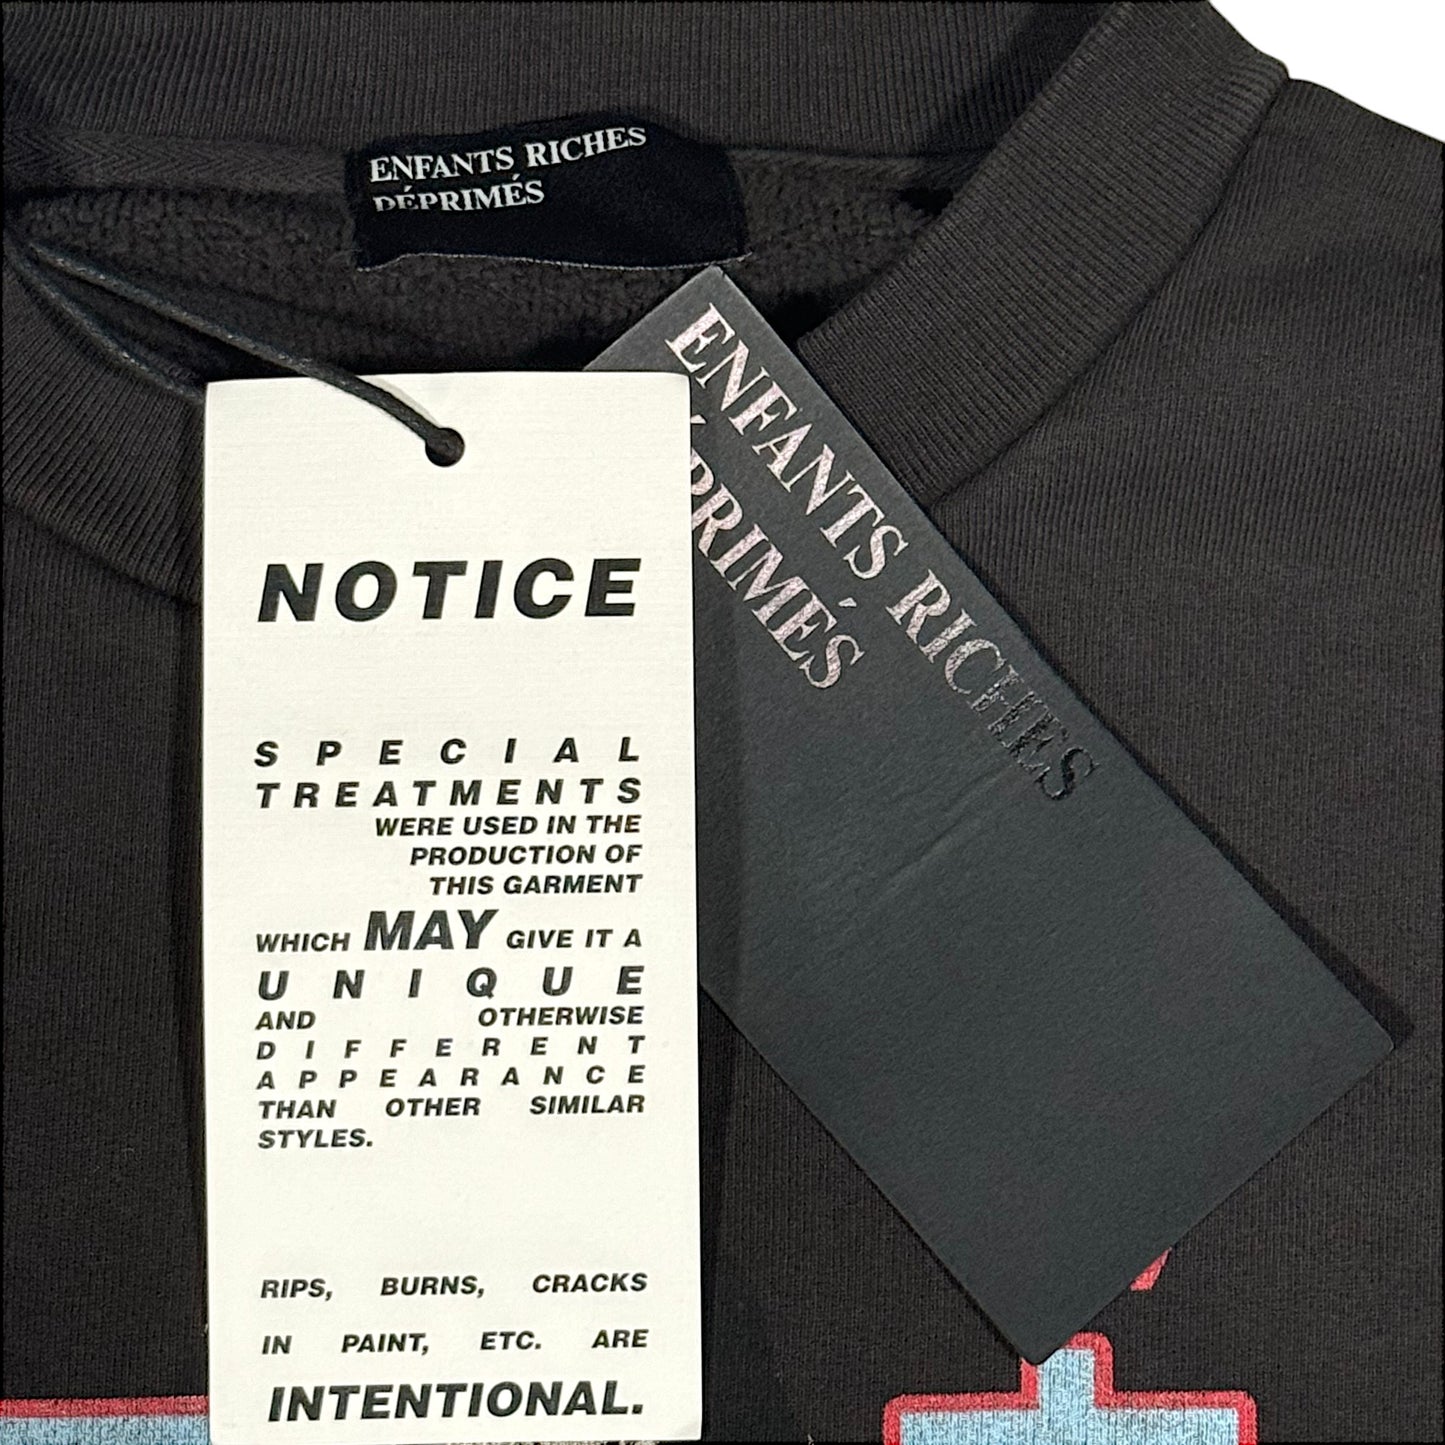 ENFANTS RICHES
DÉPRIMÉS
ENFANTS RICHES
DÉPRIMÉS
NOTICE
SPECIAL
TREATMENTS
WERE USED IN THE
PRODUCTION OF
THIS GARMENT
WHICH MAY GIVE IT A
UNIQUE
AND OTHERWISE
DIFFERENT
APPEARANCE
THAN OTHER SIMILAR
STYLES.
RIPS, BURNS, CRACKS
IN PAINT, ETC. ARE
INTENTIONAL.